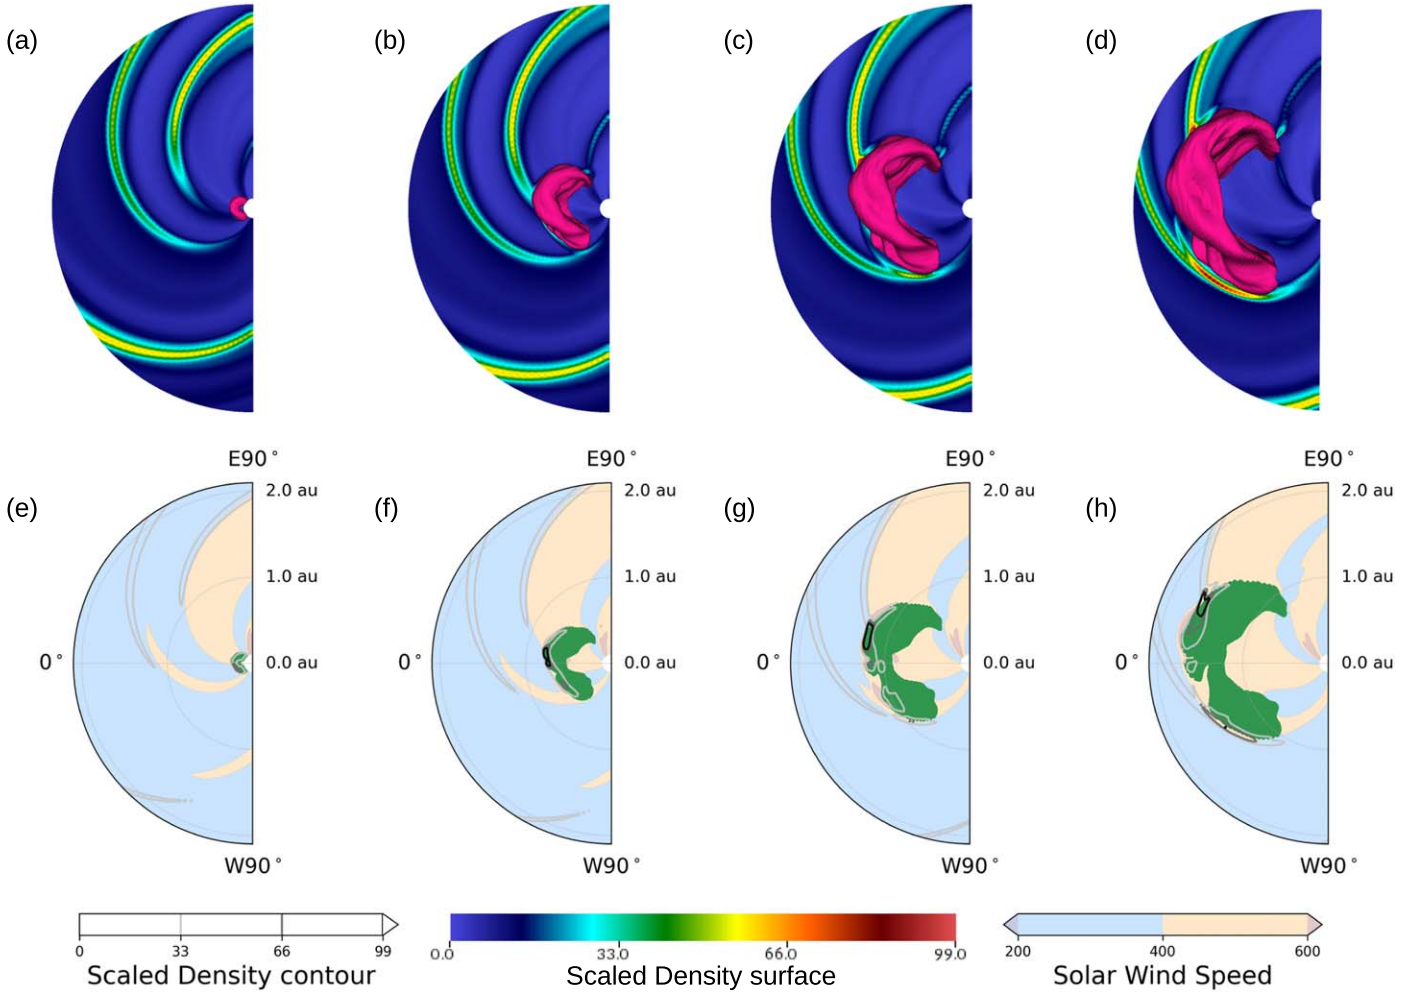 (a)
(b)
(c)
(d)
E90° E90° E90° E90°
(e) 2.0 au (f) 2.0 au (g) 2.0 au (h) 2.0 au
1.0 au 1.0 au 1.0 au 1.0 au
0° 0.0 au 0° 0.0 au 0° 0.0 au 0° 0.0 au
W90° W90° W90° W90°
0 33 66 99
Scaled Density contour
0.0 33.0 66.0 99.0
Scaled Density surface
200 400 600
Solar Wind Speed